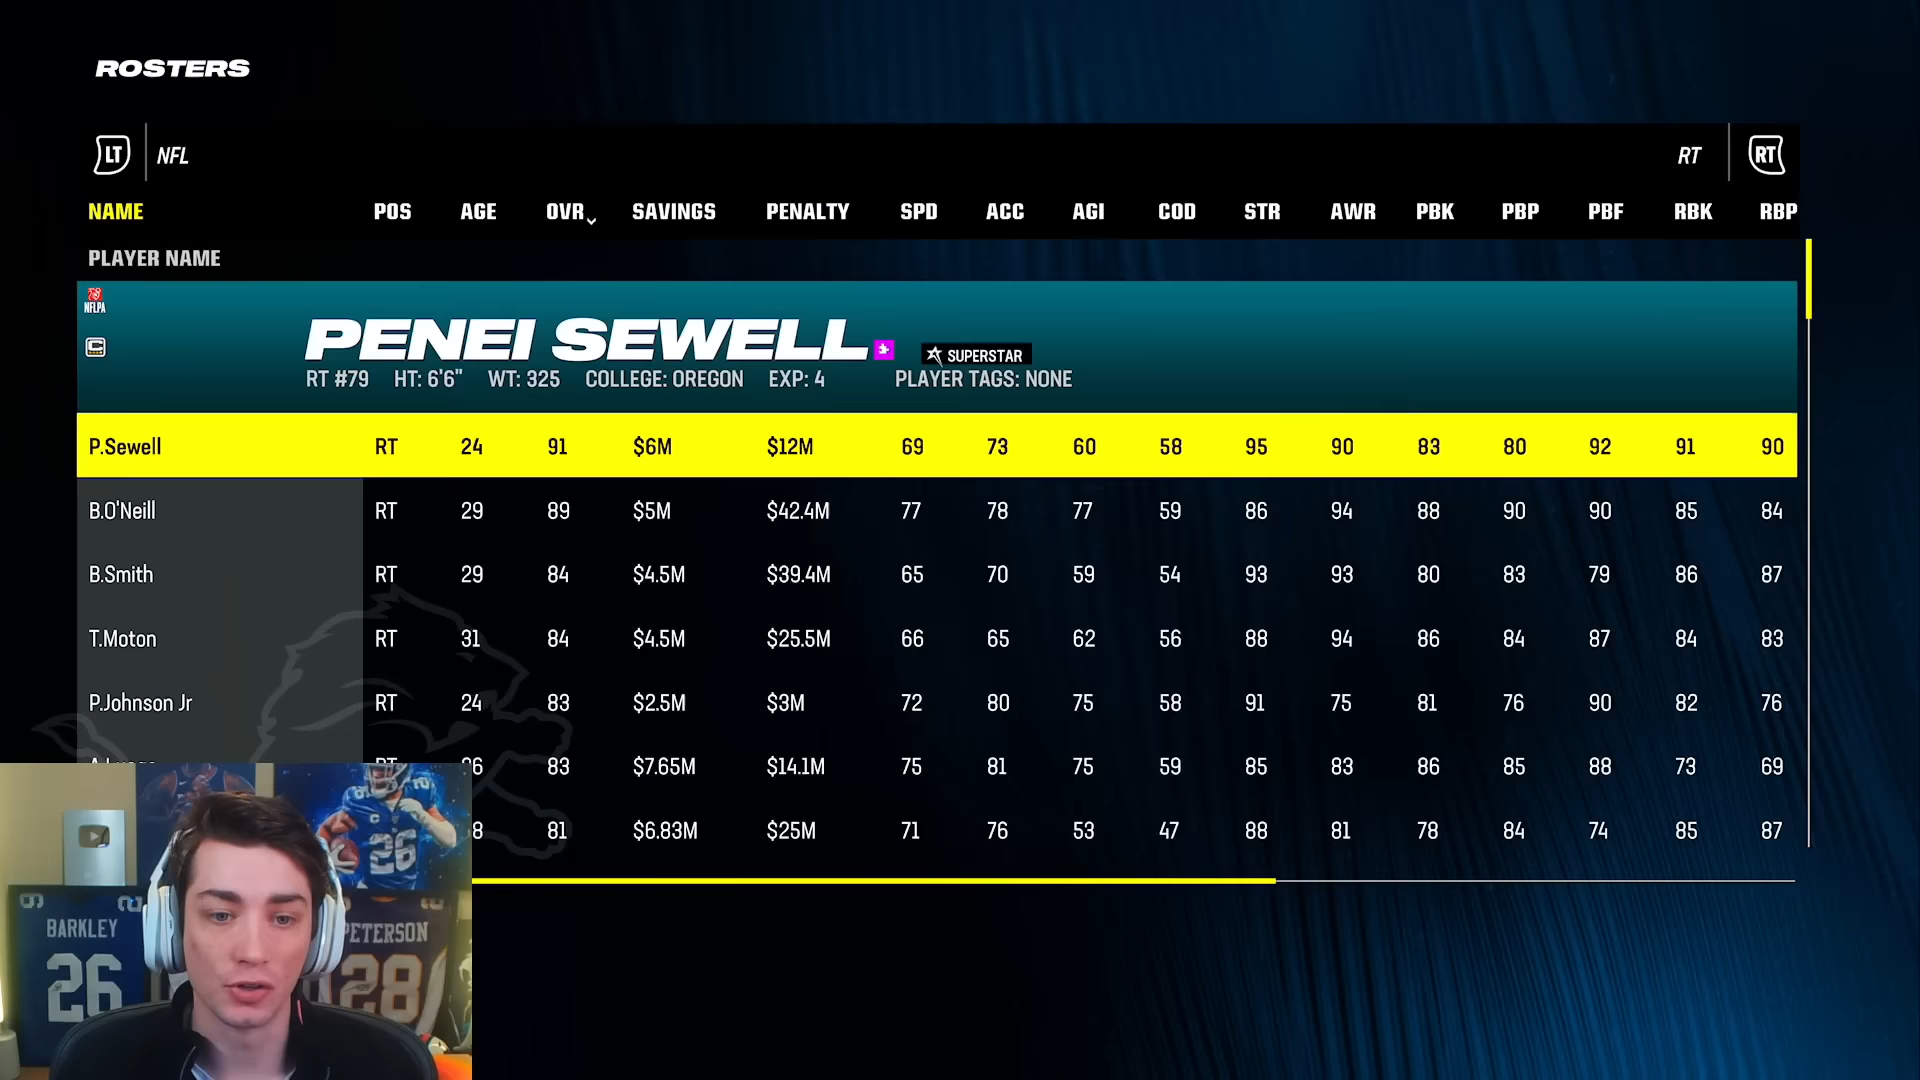 ROSTERS
LT NFL RT RT
NAME POS AGE OVR SAVINGS PENALTY SPD ACC AGI COD STR AWR PBK PBP PBF RBK RBP
PLAYER NAME
NFLPA
C
PENEI SEWELL SUPERSTAR
RT #79 HT: 6'6" WT: 325 COLLEGE: OREGON EXP: 4 PLAYER TAGS: NONE
P.Sewell RT 24 91 $6M $12M 69 73 60 58 95 90 83 80 92 91 90
B.O'Neill RT 29 89 $5M $42.4M 77 78 77 59 86 94 88 90 90 85 84
B.Smith RT 29 84 $4.5M $39.4M 65 70 59 54 93 93 80 83 79 86 87
T.Moton RT 31 84 $4.5M $25.5M 66 65 62 56 88 94 86 84 87 84 83
P.Johnson Jr RT 24 83 $2.5M $3M 72 80 75 58 91 75 81 76 90 82 76
RT 83 $7.65M $14.1M 75 81 75 59 85 83 86 85 88 73 69
81 $6.83M $25M 71 76 53 47 88 81 78 84 74 85 87
26
BARKLEY
26
PETERSON
28